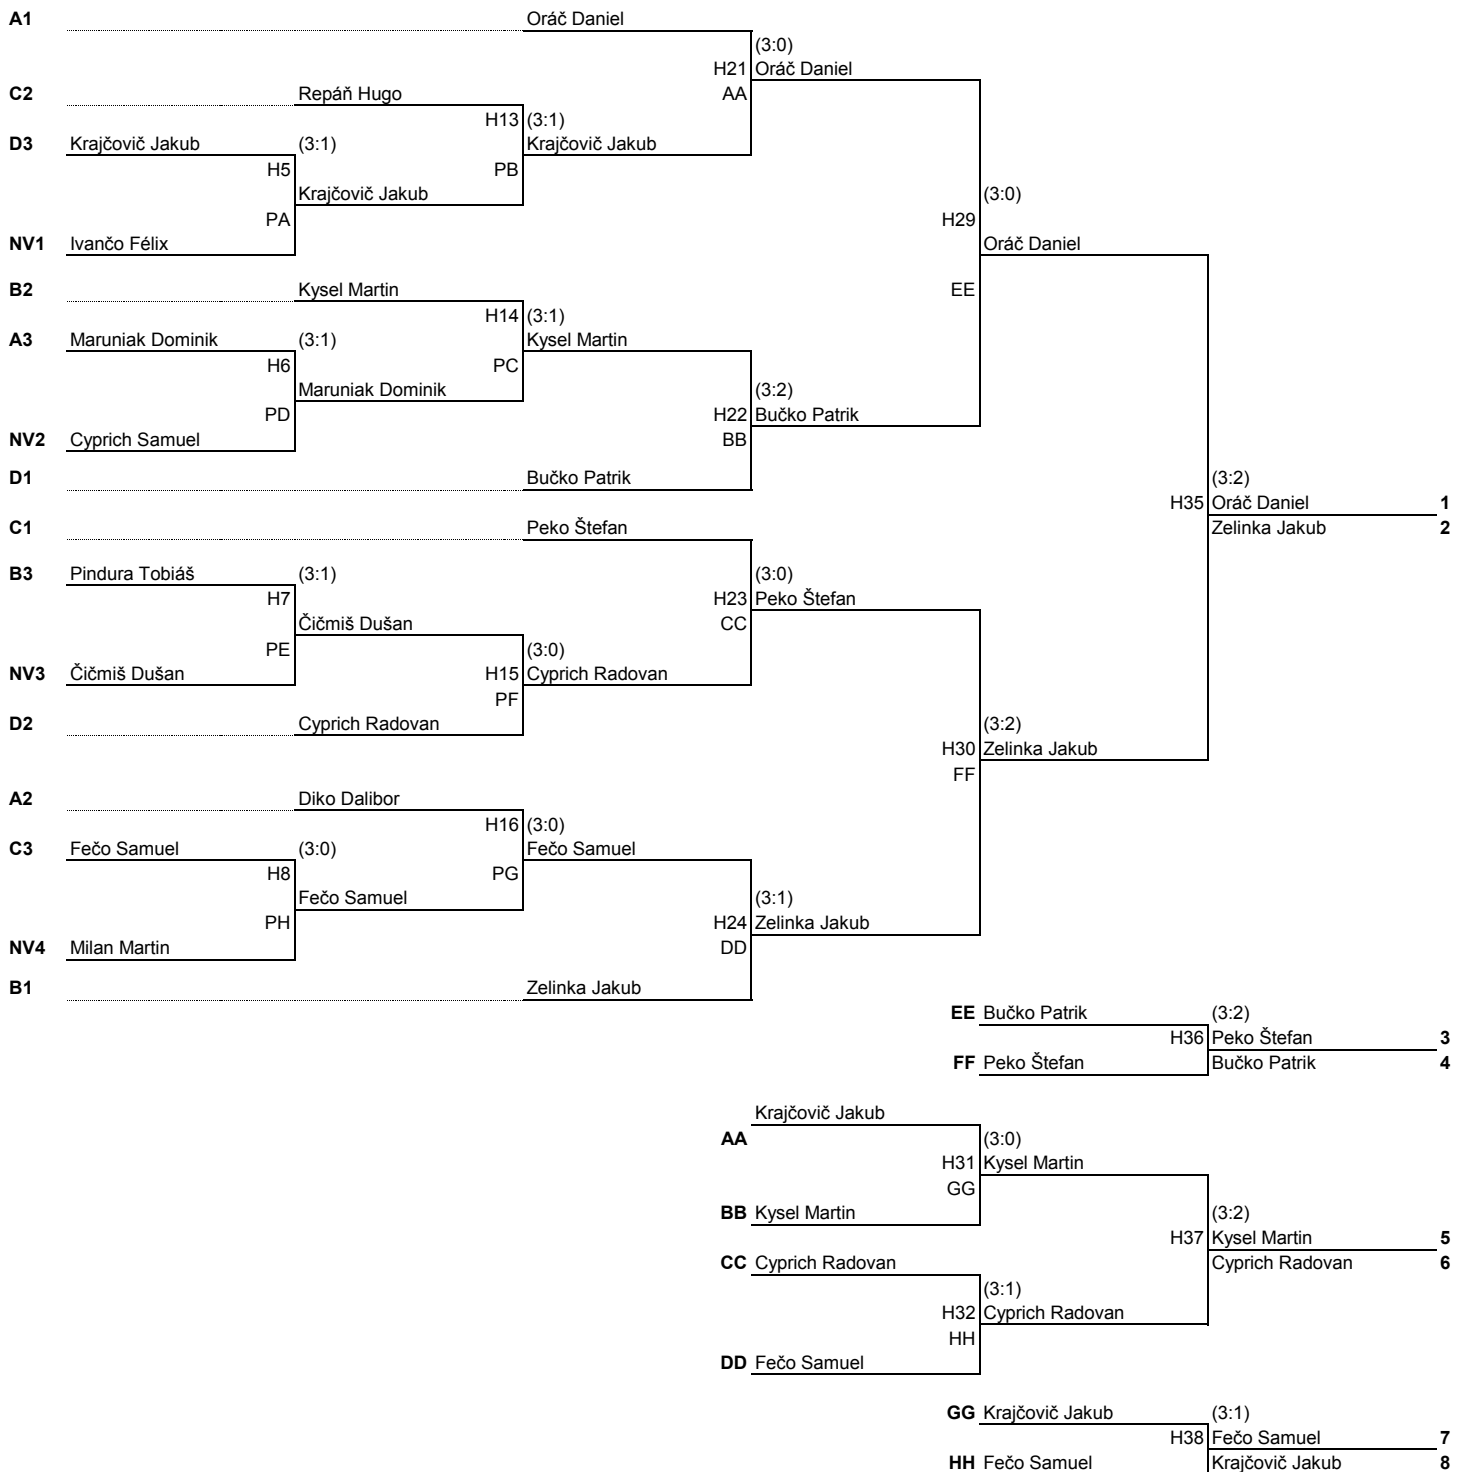 A1 Oráč Daniel
(3:0)
H21 Oráč Daniel
C2 Repáň Hugo AA
H13 (3:1)
D3 Krajčovič Jakub (3:1) Krajčovič Jakub
H5 PB
Krajčovič Jakub (3:0)
PA H29
NV1 Ivančo Félix Oráč Daniel
B2 Kysel Martin EE
H14 (3:1)
A3 Maruniak Dominik (3:1) Kysel Martin
H6 PC
Maruniak Dominik (3:2)
PD H22 Bučko Patrik
NV2 Cyprich Samuel BB
D1 Bučko Patrik (3:2)
H35 Oráč Daniel 1
C1 Peko Štefan Zelinka Jakub 2
B3 Pindura Tobiáš (3:1) (3:0)
H7 H23 Peko Štefan
Čičmiš Dušan CC
PE (3:0)
NV3 Čičmiš Dušan H15 Cyprich Radovan
PF
D2 Cyprich Radovan (3:2)
H30 Zelinka Jakub
FF
A2 Diko Dalibor
H16 (3:0)
C3 Fečo Samuel (3:0) Fečo Samuel
H8 PG
Fečo Samuel (3:1)
PH H24 Zelinka Jakub
NV4 Milan Martin DD
B1 Zelinka Jakub
EE Bučko Patrik (3:2)
H36 Peko Štefan 3
FF Peko Štefan Bučko Patrik 4
Krajčovič Jakub
AA (3:0)
H31 Kysel Martin
GG
BB Kysel Martin (3:2)
H37 Kysel Martin 5
CC Cyprich Radovan Cyprich Radovan 6
(3:1)
H32 Cyprich Radovan
HH
DD Fečo Samuel
GG Krajčovič Jakub (3:1)
H38 Fečo Samuel 7
HH Fečo Samuel Krajčovič Jakub 8